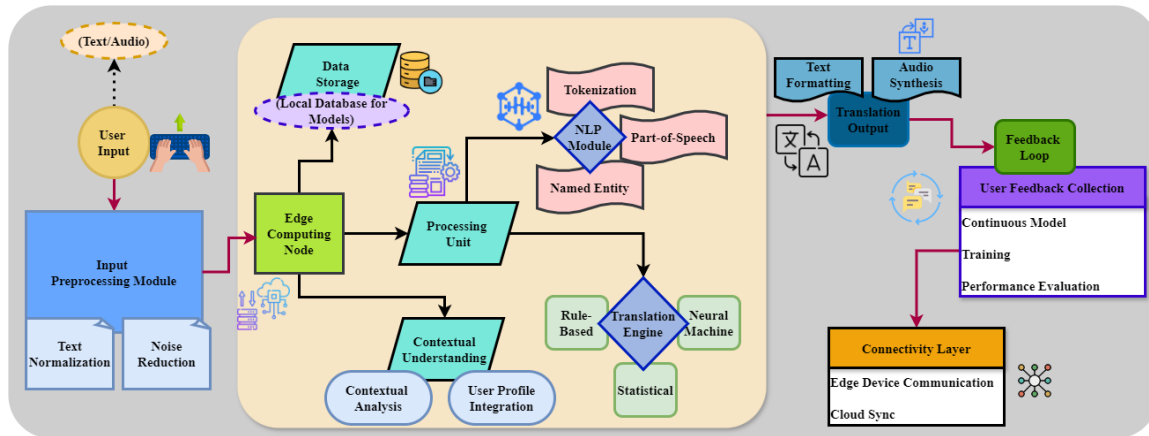 (Text/Audio)
User
Input
Input
Preprocessing Module
Text
Normalization
Noise
Reduction
Data
Storage
(Local Database for
Models)
Edge
Computing
Node
Processing
Unit
Contextual
Understanding
Contextual
Analysis
User Profile
Integration
Tokenization
NLP
Module
Part-of-Speech
Named Entity
Rule-
Based
Translation
Engine
Neural
Machine
Statistical
Text
Formatting
Audio
Synthesis
Translation
Output
Feedback
Loop
User Feedback Collection
Continuous Model
Training
Performance Evaluation
Connectivity Layer
Edge Device Communication
Cloud Sync
T
文
A